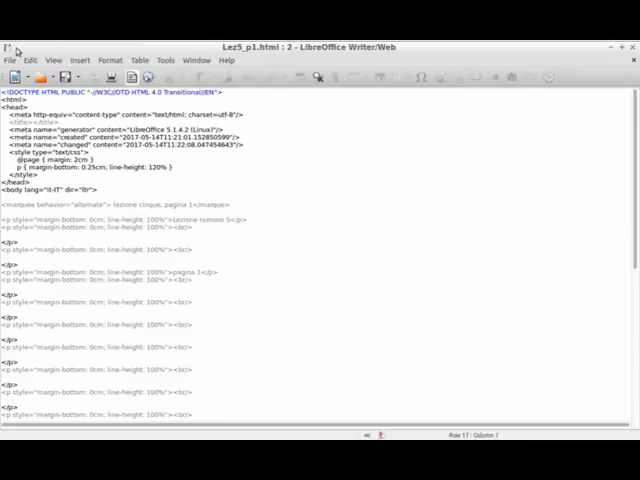 Lez5_p1.html : 2 - LibreOffice Writer/Web
File Edit View Insert Format Table Tools Window Help
<!DOCTYPE HTML PUBLIC "-//W3C//DTD HTML 4.0 Transitional//EN">
<html>
<head>
<meta http-equiv="content-type" content="text/html; charset=utf-8"/>
<title></title>
<meta name="generator" content="LibreOffice 5.1.4.2 (Linux)"/>
<meta name="created" content="2017-05-14T11:21:01.152850599"/>
<meta name="changed" content="2017-05-14T11:22:08.047454643"/>
<style type="text/css">
@page { margin: 2cm }
p { margin-bottom: 0.25cm; line-height: 120% }
</style>
</head>
<body lang="it-IT" dir="ltr">
<marquee behavior="alternate"> lezione cinque, pagina 1</marquee>
<p style="margin-bottom: 0cm; line-height: 100%">Lezione numero 5</p>
<p style="margin-bottom: 0cm; line-height: 100%"><br/>
</p>
<p style="margin-bottom: 0cm; line-height: 100%"><br/>
</p>
<p style="margin-bottom: 0cm; line-height: 100%">pagina 1</p>
<p style="margin-bottom: 0cm; line-height: 100%"><br/>
</p>
<p style="margin-bottom: 0cm; line-height: 100%"><br/>
</p>
<p style="margin-bottom: 0cm; line-height: 100%"><br/>
</p>
<p style="margin-bottom: 0cm; line-height: 100%"><br/>
</p>
<p style="margin-bottom: 0cm; line-height: 100%"><br/>
</p>
<p style="margin-bottom: 0cm; line-height: 100%"><br/>
</p>
<p style="margin-bottom: 0cm; line-height: 100%"><br/>
Row 17 : Column 1